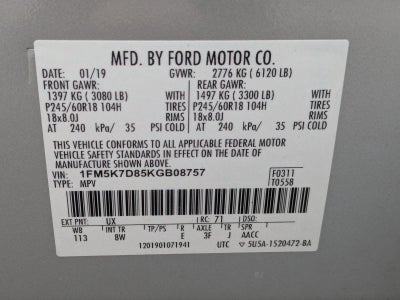 MFD. BY FORD MOTOR CO.
DATE: 01/19 GVWR: 2776 KG ( 6120 LB)
FRONT GAWR: REAR GAWR:
1397 KG ( 3080 LB) WITH 1497 KG ( 3300 LB) WITH
P245/60R18 104H TIRES P245/60R18 104H TIRES
18x8.0J RIMS 18x8.0J RIMS
AT 240 kPa/ 35 PSI COLD AT 240 kPa/ 35 PSI COLD
THIS VEHICLE CONFORMS TO ALL APPLICABLE FEDERAL MOTOR
VEHICLE SAFETY STANDARDS IN EFFECT ON THE DATE OF
MANUFACTURE SHOWN ABOVE.
VIN: 1FM5K7D85KGB08757 F0311
TYPE: MPV T0558
EXT PNT: UX RC: 71 DSO:
WB INT TR TP/PS R AXLE TR SPR
113 8W E 3F J AACC
1201901071941 UTC 5U5A-1520472-BA